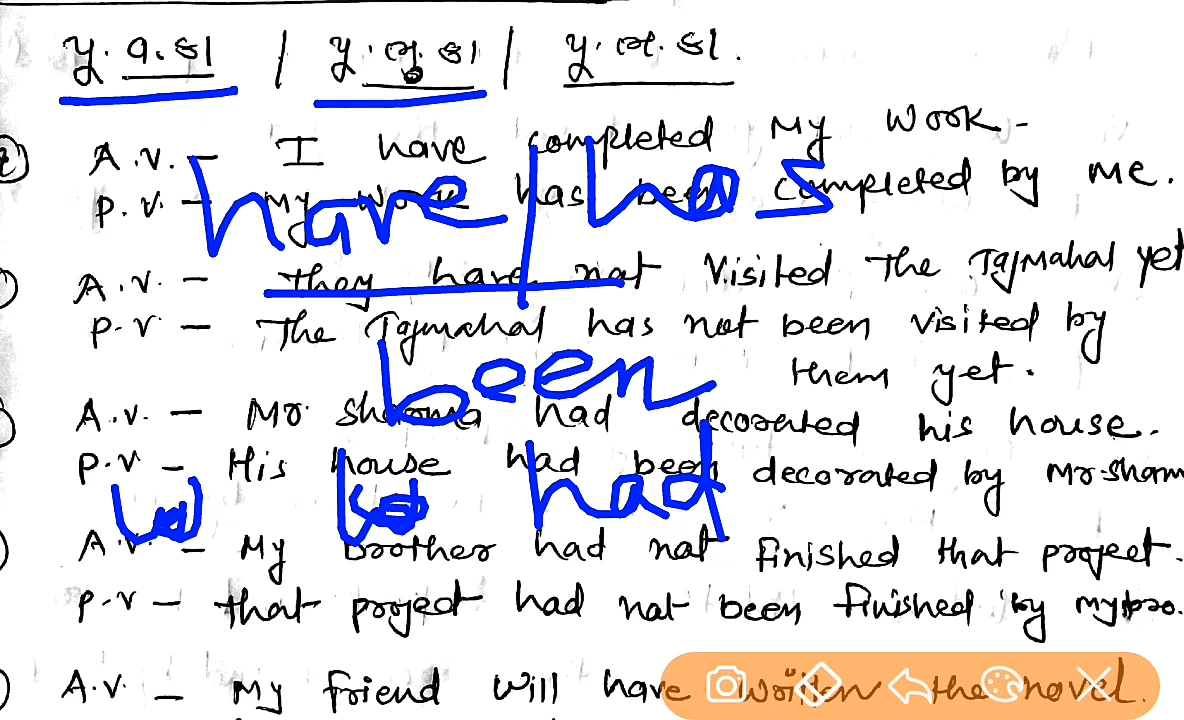 પૂ. વ. કા / પૂ. ભૂ. કા / પૂ. ભ. કા.
A.V. - I have completed My Work -
P.V. - My Work has been completed by me.
have / has
A.V. - They have not Visited The Tajmahal yet
P.V - The Tajmahal has not been visited by
them yet.
been
A.V. - Mr. Sharma had decorated his house.
P.V - His house had been decorated by Mr. Sharm
had
A.V. - My brother had not finished that project.
P.V - that project had not been finished by my bro.
A.V. - My friend will have written the novel.